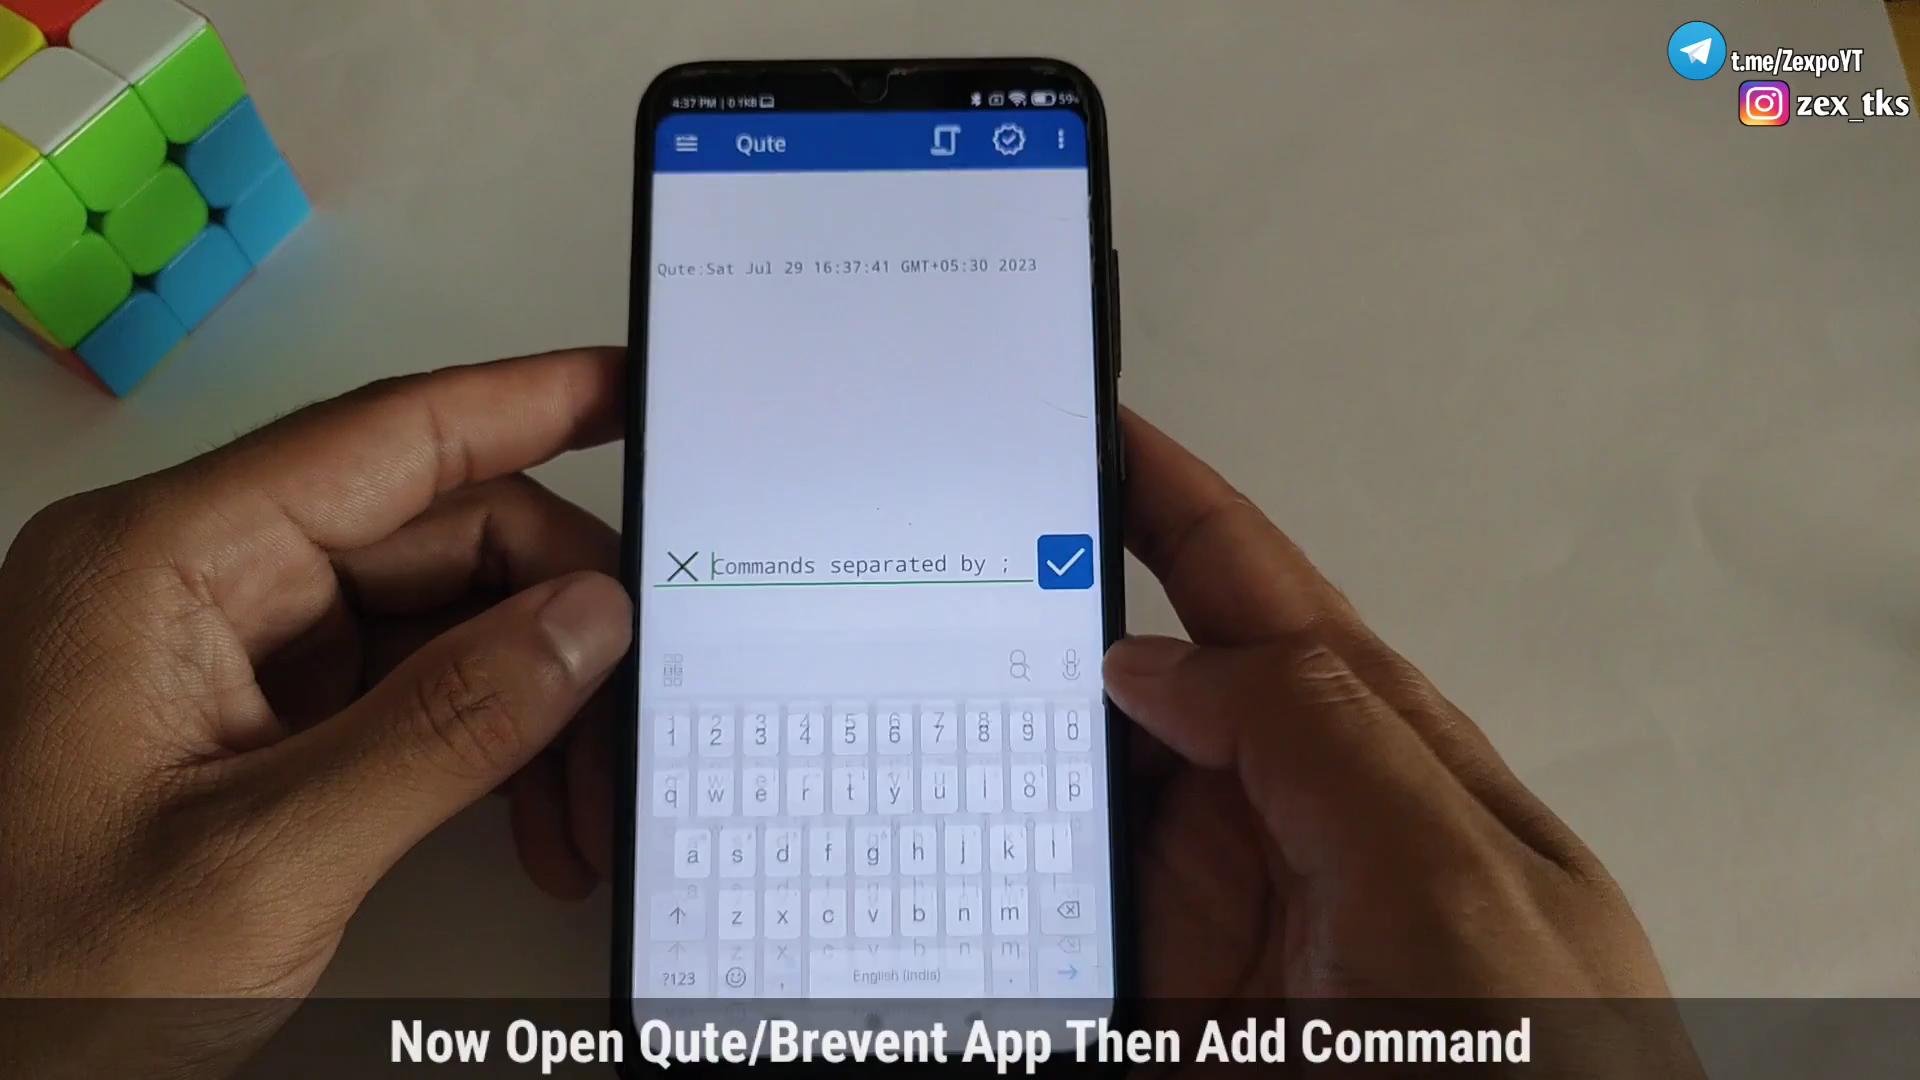 t.me/ZexpoYT
zex_tks
4:37 PM | 0.1KB
59%
Qute
Qute:Sat Jul 29 16:37:41 GMT+05:30 2023
Commands separated by ;
1 2 3 4 5 6 7 8 9 0
q w e r t y u i o p
a s d f g h j k l
z x c v b n m
?123 , English (India) .
Now Open Qute/Brevent App Then Add Command